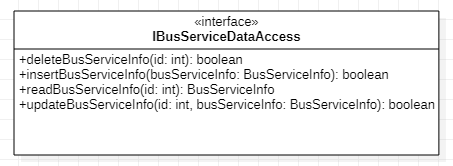 «interface»
IBusServiceDataAccess
+deleteBusServiceInfo(id: int): boolean
+insertBusServiceInfo(busServiceInfo: BusServiceInfo): boolean
+readBusServiceInfo(id: int): BusServiceInfo
+updateBusServiceInfo(id: int, busServiceInfo: BusServiceInfo): boolean